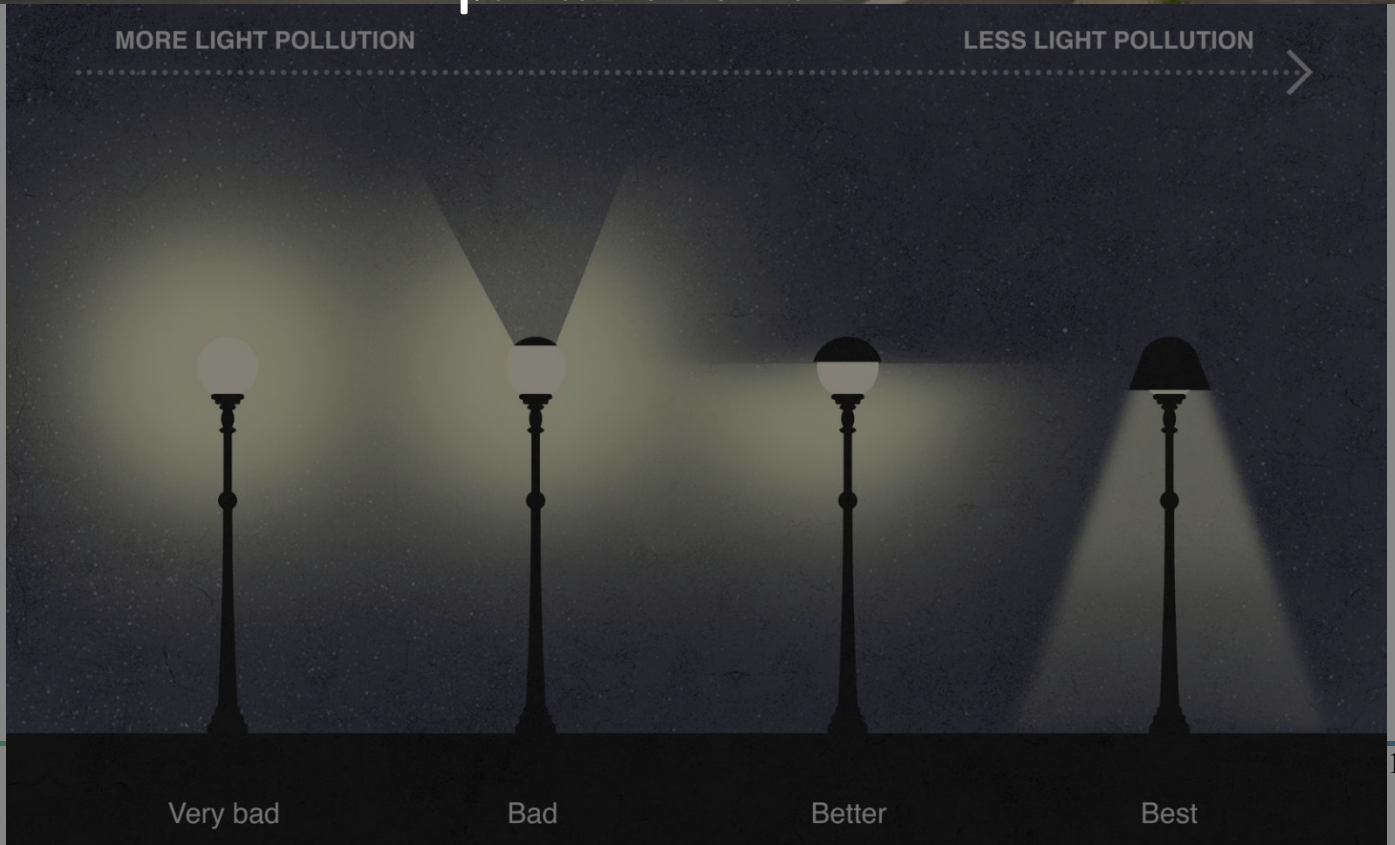 MORE LIGHT POLLUTION
LESS LIGHT POLLUTION
Very bad
Bad
Better
Best